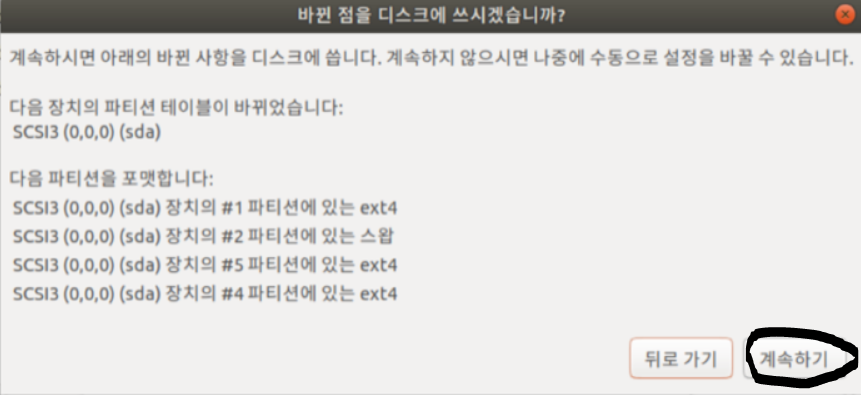 바뀐 점을 디스크에 쓰시겠습니까?
계속하시면 아래의 바뀐 사항을 디스크에 씁니다. 계속하지 않으시면 나중에 수동으로 설정을 바꿀 수 있습니다.
다음 장치의 파티션 테이블이 바뀌었습니다:
SCSI3 (0,0,0) (sda)
다음 파티션을 포맷합니다:
SCSI3 (0,0,0) (sda) 장치의 #1 파티션에 있는 ext4
SCSI3 (0,0,0) (sda) 장치의 #2 파티션에 있는 스왑
SCSI3 (0,0,0) (sda) 장치의 #5 파티션에 있는 ext4
SCSI3 (0,0,0) (sda) 장치의 #4 파티션에 있는 ext4
뒤로 가기 계속하기